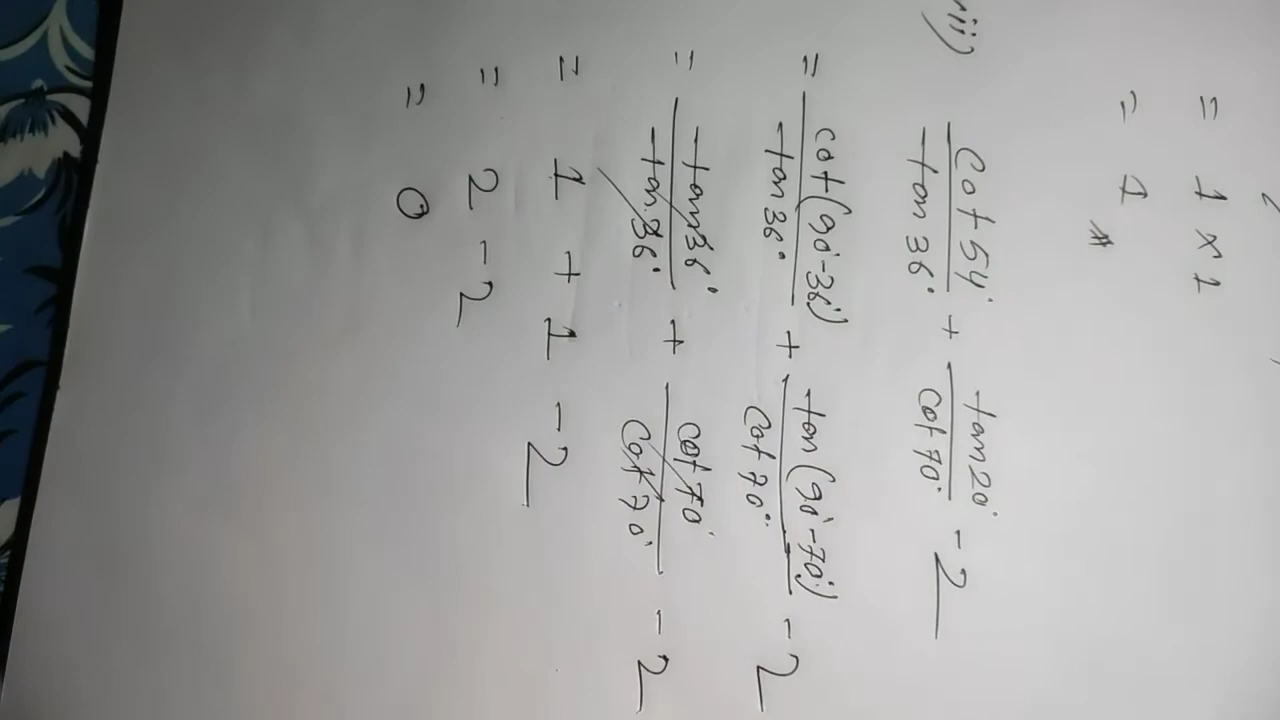 = 1 × 1
= 1
vii) cot 54° / tan 36° + tan 20° / cot 70° - 2
= cot (90° - 36°) / tan 36° + tan (90° - 70°) / cot 70° - 2
= tan 36° / tan 36° + cot 70° / cot 70° - 2
= 1 + 1 - 2
= 2 - 2
= 0